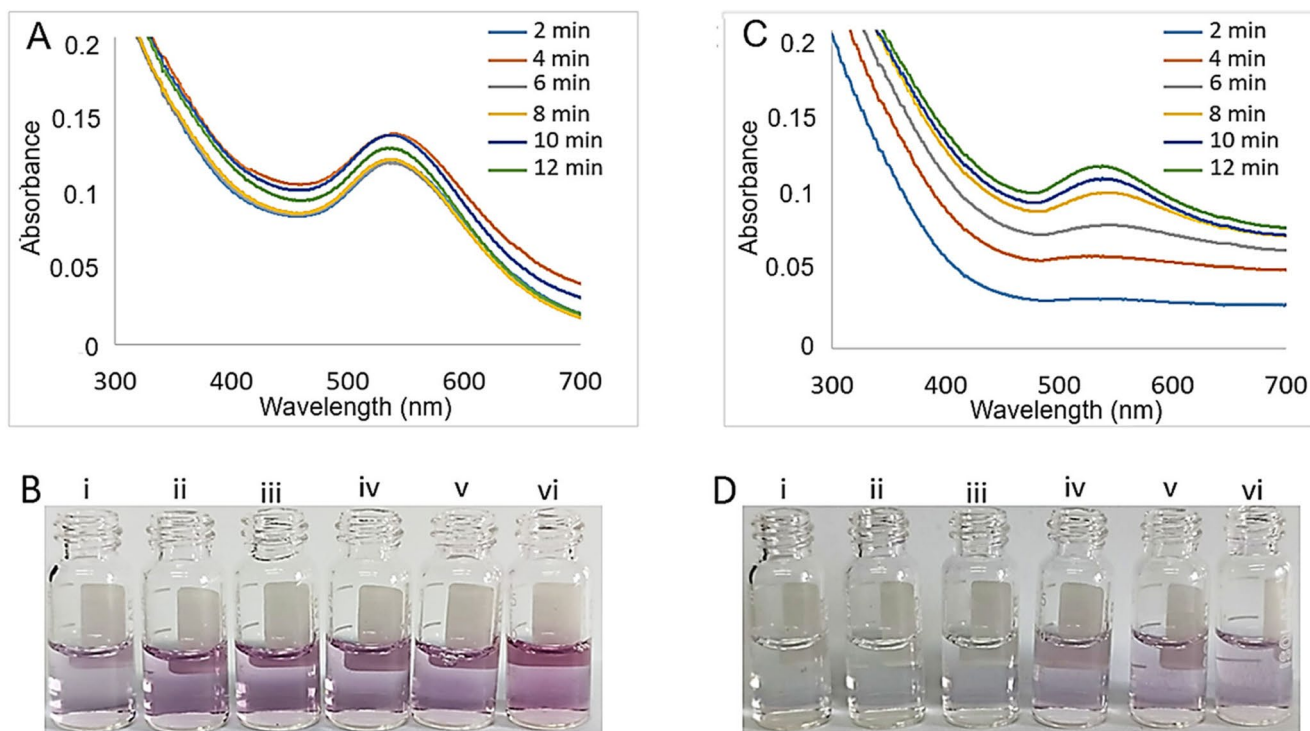 A
0.2
0.15
0.1
0.05
0
Absorbance
300 400 500 600 700
Wavelength (nm)
2 min
4 min
6 min
8 min
10 min
12 min
C
0.2
0.15
0.1
0.05
0
Absorbance
300 400 500 600 700
Wavelength (nm)
2 min
4 min
6 min
8 min
10 min
12 min
B
i ii iii iv v vi
D
i ii iii iv v vi